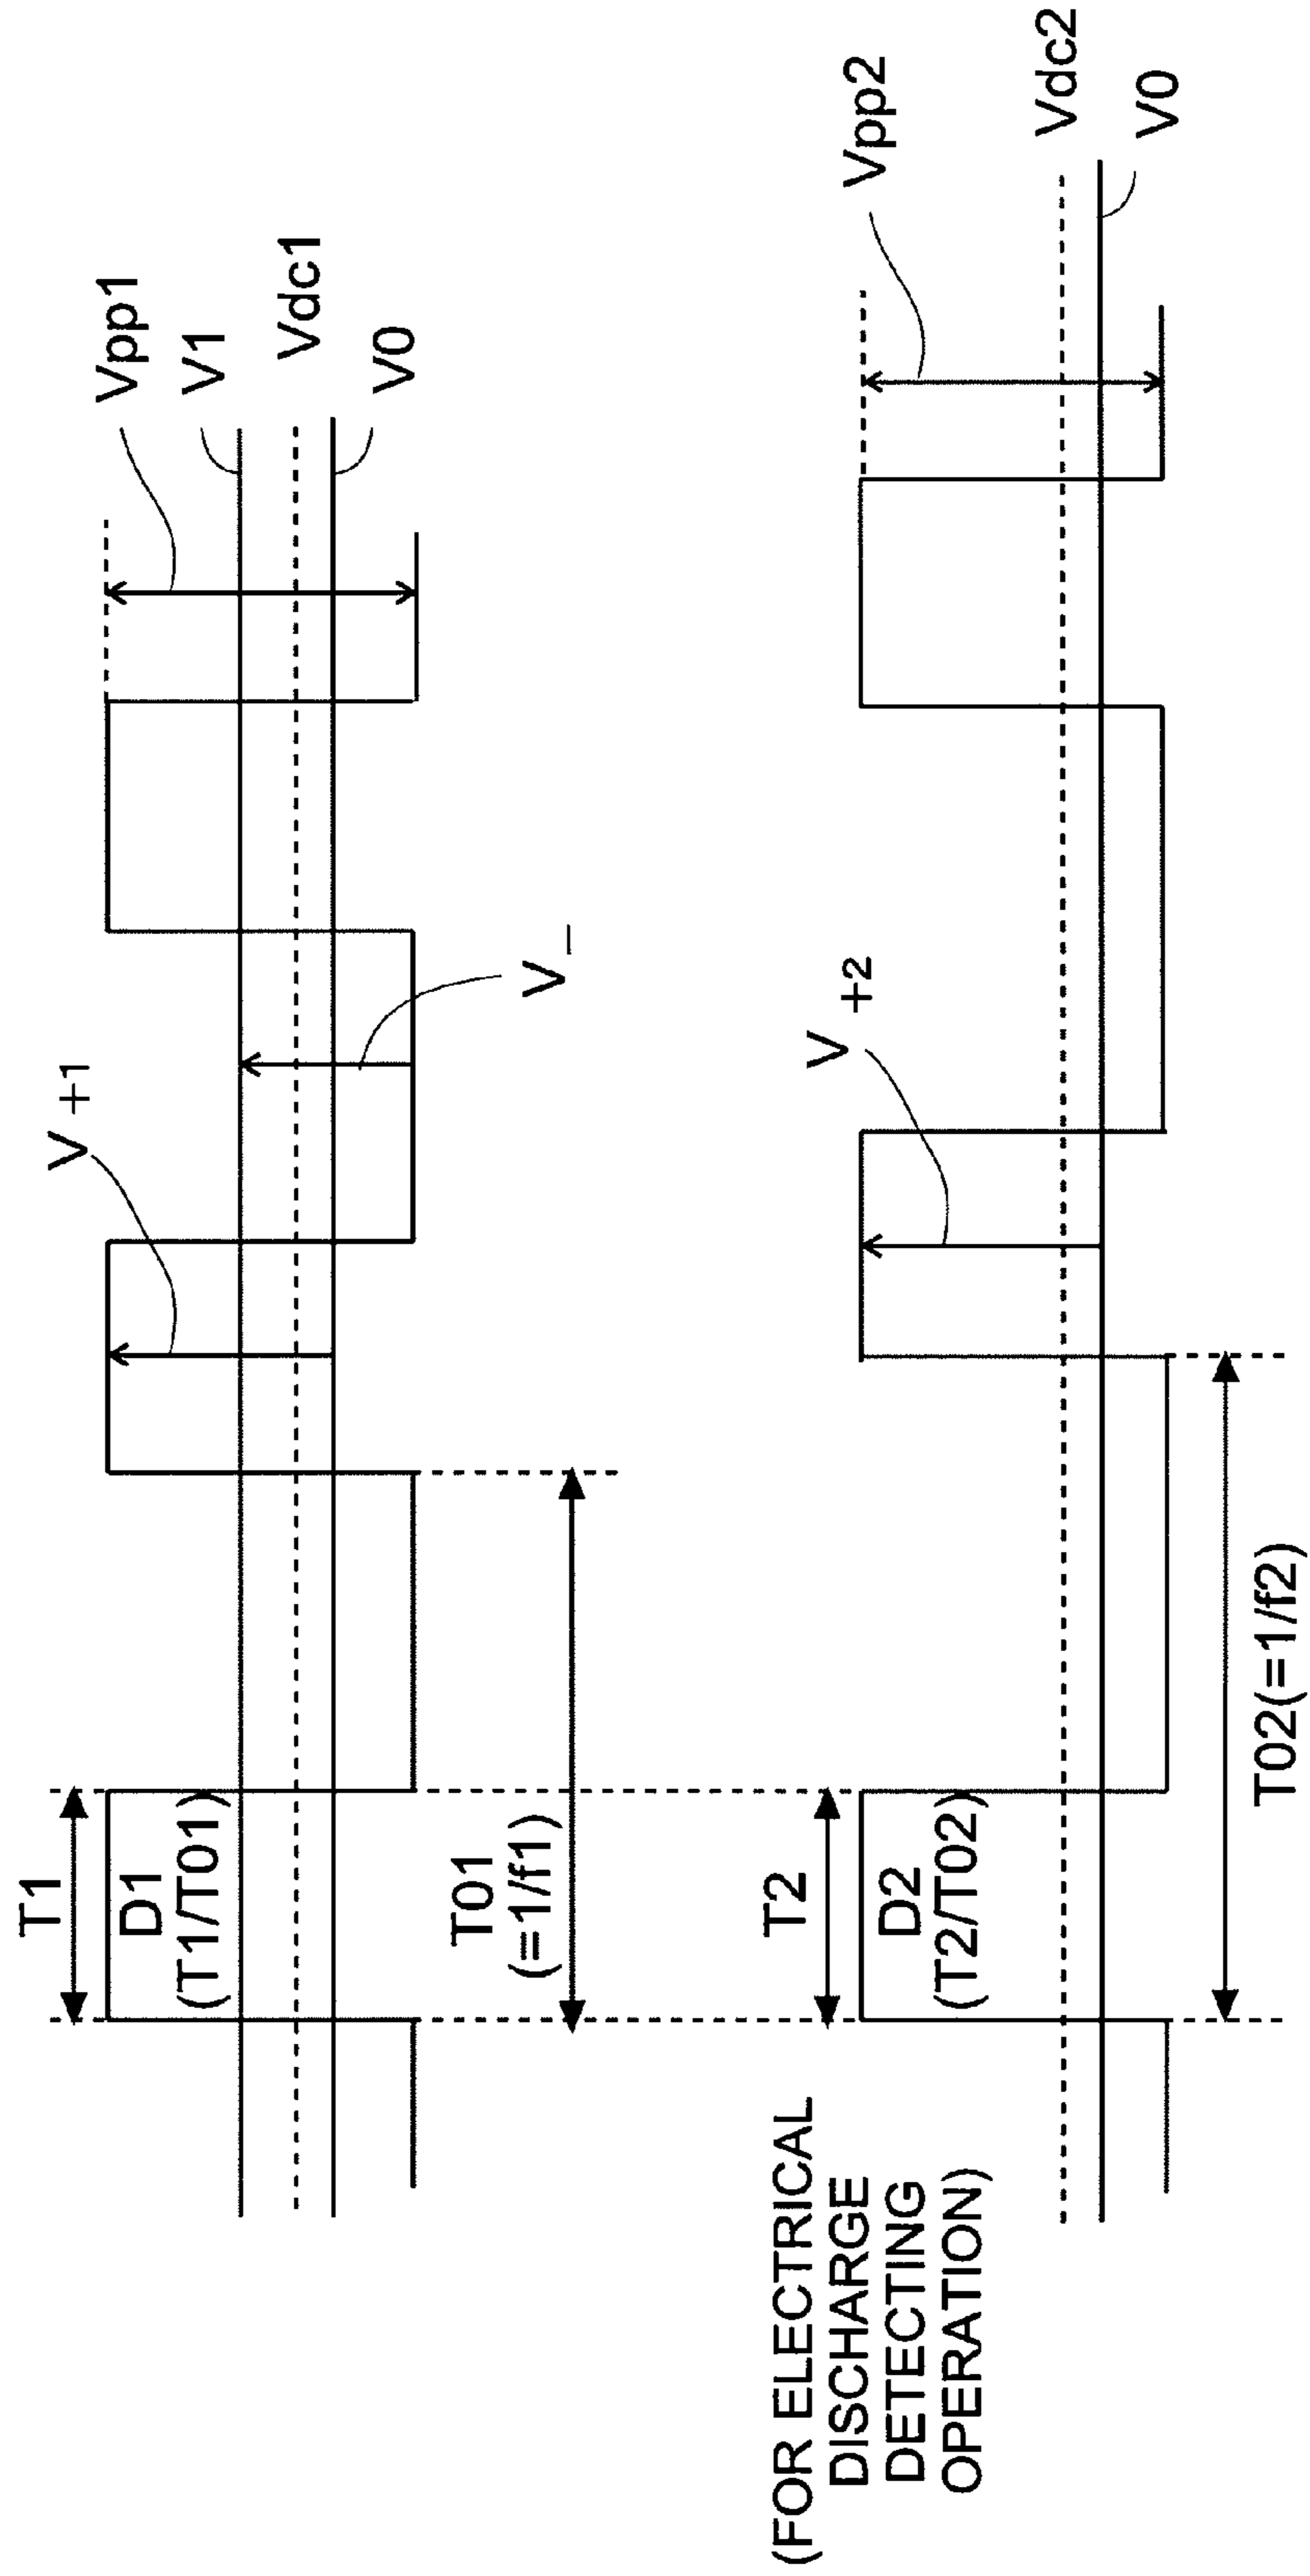 T1
D1
(T1/T01)
T01
(=1/f1)
V +1
V −
Vpp1
V1
Vdc1
V0
(FOR ELECTRICAL
DISCHARGE
DETECTING
OPERATION)
T2
D2
(T2/T02)
T02(=1/f2)
V +2
Vpp2
Vdc2
V0